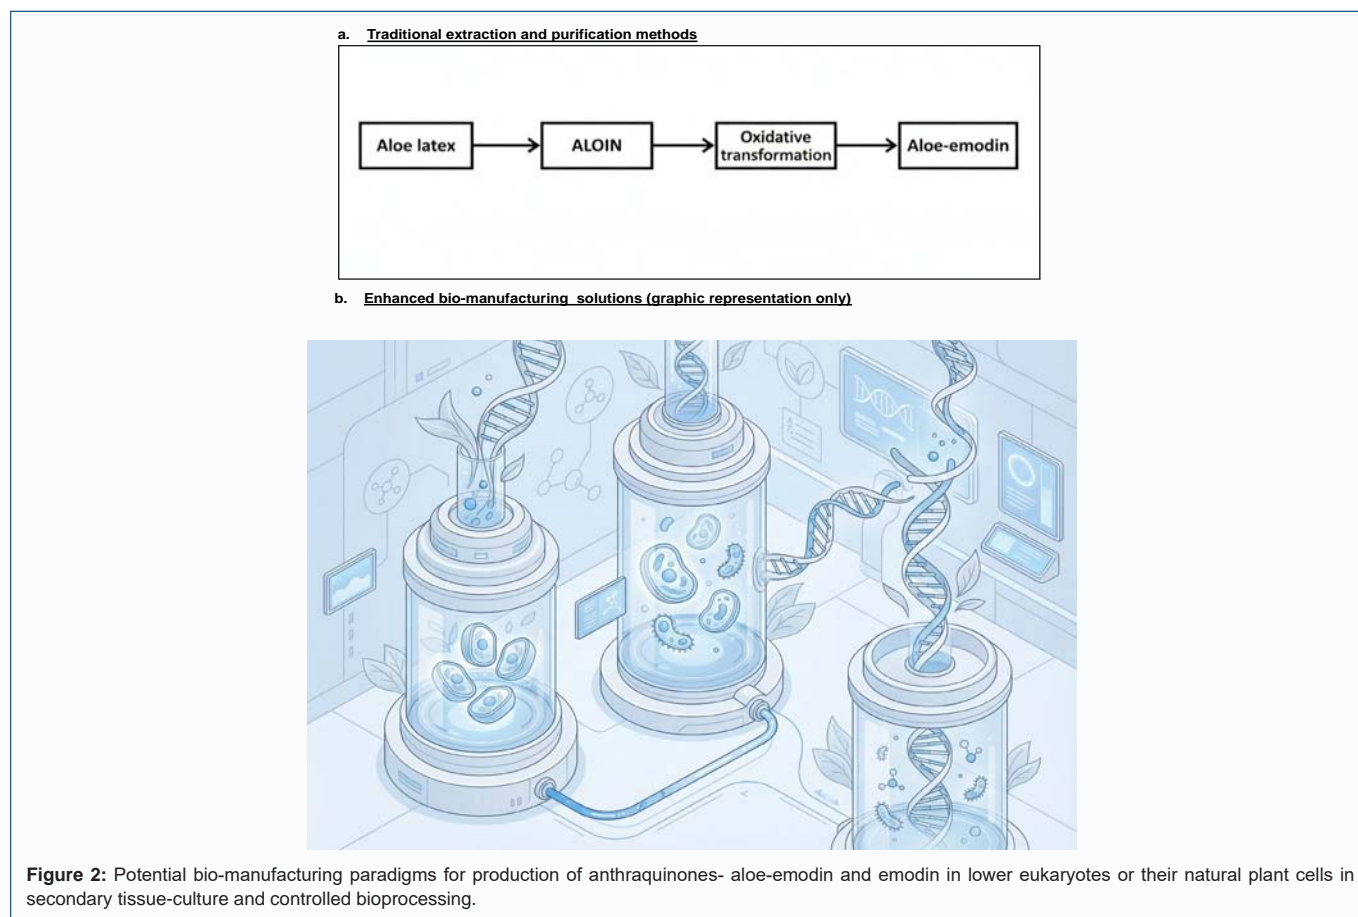 a. Traditional extraction and purification methods
Aloe latex
ALOIN
Oxidative
transformation
Aloe-emodin
b. Enhanced bio-manufacturing solutions (graphic representation only)
Figure 2: Potential bio-manufacturing paradigms for production of anthraquinones- aloe-emodin and emodin in lower eukaryotes or their natural plant cells in
secondary tissue-culture and controlled bioprocessing.